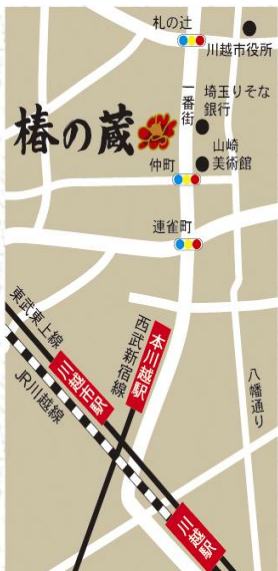 札の辻
川越市役所
一番街
埼玉りそな
銀行
椿の蔵
山崎
美術館
仲町
連雀町
東武東上線
JR川越線
川越市駅
西武新宿線
本川越駅
八幡通り
川越駅